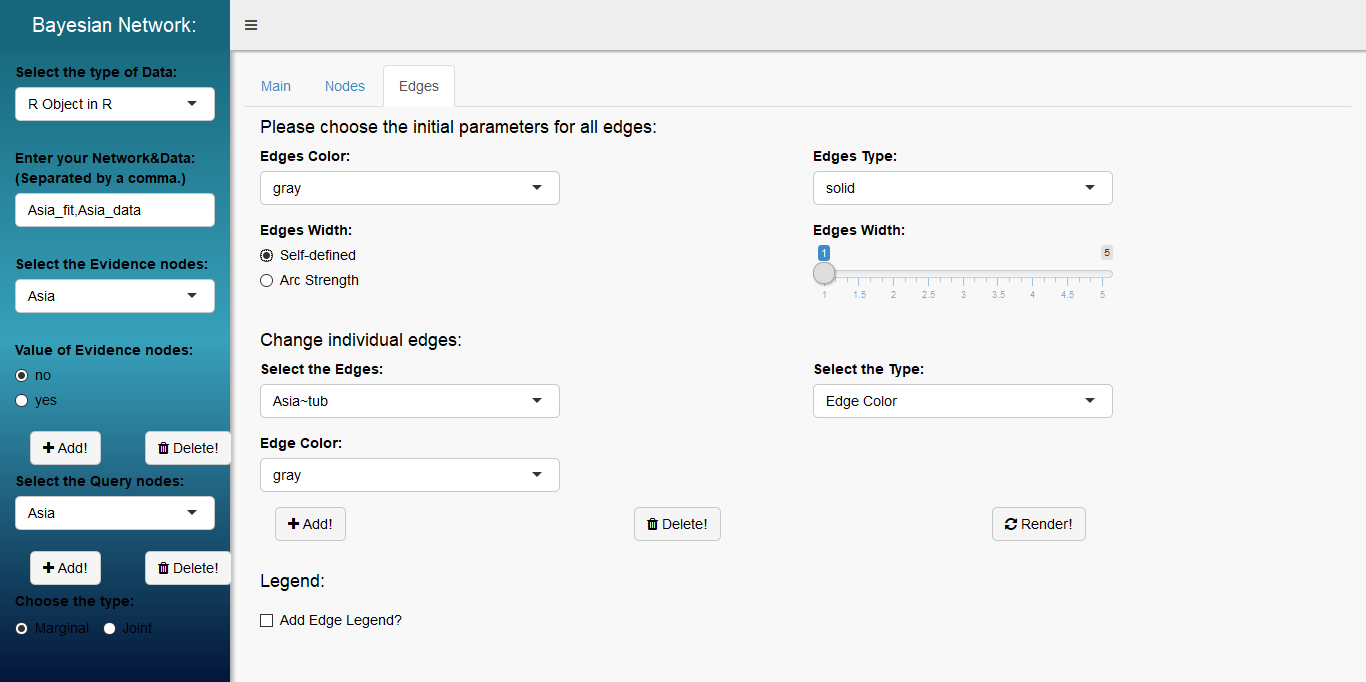 Bayesian Network:
Select the type of Data:
R Object in R
Enter your Network&Data:
(Separated by a comma.)
Asia_fit,Asia_data
Select the Evidence nodes:
Asia
Value of Evidence nodes:
no
yes
Add! Delete!
Select the Query nodes:
Asia
Add! Delete!
Choose the type:
Marginal Joint
Main Nodes Edges
Please choose the initial parameters for all edges:
Edges Color: Edges Type:
gray solid
Edges Width: Edges Width:
Self-defined
Arc Strength
1 5
1 1.5 2 2.5 3 3.5 4 4.5 5
Change individual edges:
Select the Edges: Select the Type:
Asia~tub Edge Color
Edge Color:
gray
Add! Delete! Render!
Legend:
Add Edge Legend?